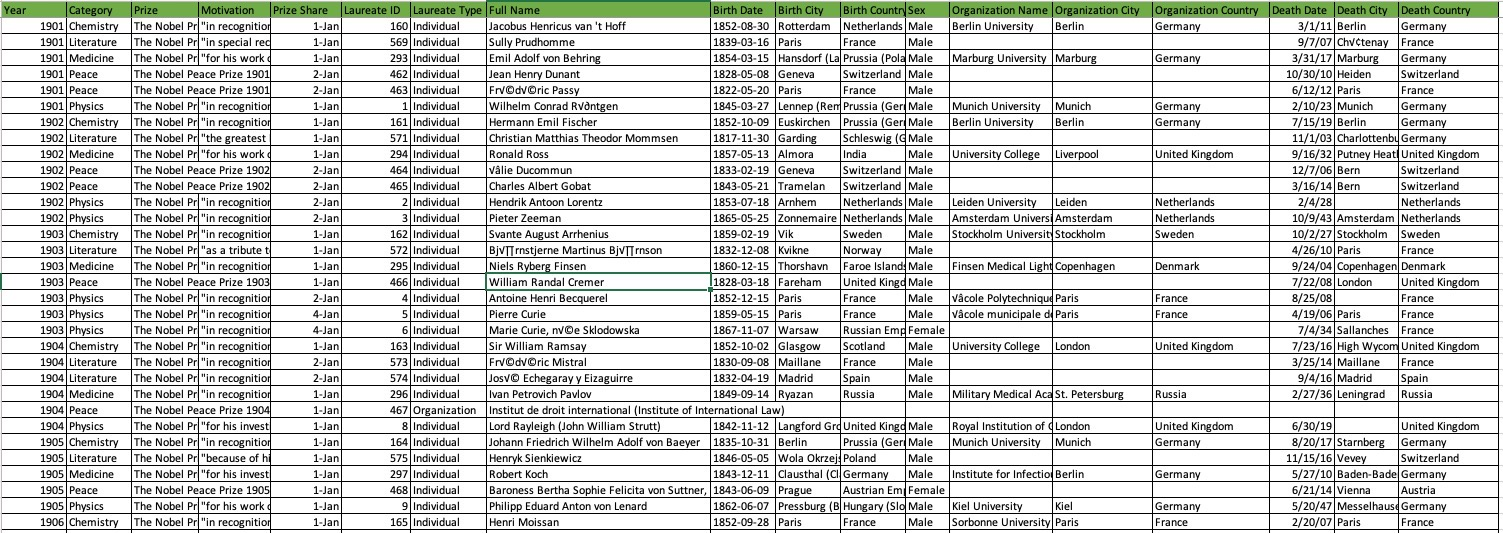 Year Category Prize Motivation Prize Share Laureate ID Laureate Type Full Name Birth Date Birth City Birth Country Sex Organization Name Organization City Organization Country Death Date Death City Death Country
1901 Chemistry The Nobel Pr "in recognition 1-Jan 160 Individual Jacobus Henricus van 't Hoff 1852-08-30 Rotterdam Netherlands Male Berlin University Berlin Germany 3/1/11 Berlin Germany
1901 Literature The Nobel Pr "in special rec 1-Jan 569 Individual Sully Prudhomme 1839-03-16 Paris France Male 9/7/07 Ch√¢tenay France
1901 Medicine The Nobel Pr "for his work o 1-Jan 293 Individual Emil Adolf von Behring 1854-03-15 Hansdorf (La Prussia (Pola Male Marburg University Marburg Germany 3/31/17 Marburg Germany
1901 Peace The Nobel Peace Prize 1901 2-Jan 462 Individual Jean Henry Dunant 1828-05-08 Geneva Switzerland Male 10/30/10 Heiden Switzerland
1901 Peace The Nobel Peace Prize 1901 2-Jan 463 Individual Fr√©d√©ric Passy 1822-05-20 Paris France Male 6/12/12 Paris France
1901 Physics The Nobel Pr "in recognition 1-Jan 1 Individual Wilhelm Conrad R√∂ntgen 1845-03-27 Lennep (Rem Prussia (Ger Male Munich University Munich Germany 2/10/23 Munich Germany
1902 Chemistry The Nobel Pr "in recognition 1-Jan 161 Individual Hermann Emil Fischer 1852-10-09 Euskirchen Prussia (Ger Male Berlin University Berlin Germany 7/15/19 Berlin Germany
1902 Literature The Nobel Pr "the greatest 1-Jan 571 Individual Christian Matthias Theodor Mommsen 1817-11-30 Garding Schleswig (G Male 11/1/03 Charlottenbu Germany
1902 Medicine The Nobel Pr "for his work o 1-Jan 294 Individual Ronald Ross 1857-05-13 Almora India Male University College Liverpool United Kingdom 9/16/32 Putney Heath United Kingdom
1902 Peace The Nobel Peace Prize 1902 2-Jan 464 Individual √âlie Ducommun 1833-02-19 Geneva Switzerland Male 12/7/06 Bern Switzerland
1902 Peace The Nobel Peace Prize 1902 2-Jan 465 Individual Charles Albert Gobat 1843-05-21 Tramelan Switzerland Male 3/16/14 Bern Switzerland
1902 Physics The Nobel Pr "in recognition 2-Jan 2 Individual Hendrik Antoon Lorentz 1853-07-18 Arnhem Netherlands Male Leiden University Leiden Netherlands 2/4/28 Netherlands
1902 Physics The Nobel Pr "in recognition 2-Jan 3 Individual Pieter Zeeman 1865-05-25 Zonnemaire Netherlands Male Amsterdam Universi Amsterdam Netherlands 10/9/43 Amsterdam Netherlands
1903 Chemistry The Nobel Pr "in recognition 1-Jan 162 Individual Svante August Arrhenius 1859-02-19 Vik Sweden Male Stockholm Universit Stockholm Sweden 10/2/27 Stockholm Sweden
1903 Literature The Nobel Pr "as a tribute t 1-Jan 572 Individual Bj√∏rnstjerne Martinus Bj√∏rnson 1832-12-08 Kvikne Norway Male 4/26/10 Paris France
1903 Medicine The Nobel Pr "in recognition 1-Jan 295 Individual Niels Ryberg Finsen 1860-12-15 Thorshavn Faroe Islands Male Finsen Medical Light Copenhagen Denmark 9/24/04 Copenhagen Denmark
1903 Peace The Nobel Peace Prize 1903 1-Jan 466 Individual William Randal Cremer 1828-03-18 Fareham United Kingd Male 7/22/08 London United Kingdom
1903 Physics The Nobel Pr "in recognition 2-Jan 4 Individual Antoine Henri Becquerel 1852-12-15 Paris France Male √âcole Polytechnique Paris France 8/25/08 France
1903 Physics The Nobel Pr "in recognition 4-Jan 5 Individual Pierre Curie 1859-05-15 Paris France Male √âcole municipale d Paris France 4/19/06 Paris France
1903 Physics The Nobel Pr "in recognition 4-Jan 6 Individual Marie Curie, n√©e Sklodowska 1867-11-07 Warsaw Russian Emp Female 7/4/34 Sallanches France
1904 Chemistry The Nobel Pr "in recognition 1-Jan 163 Individual Sir William Ramsay 1852-10-02 Glasgow Scotland Male University College London United Kingdom 7/23/16 High Wycom United Kingdom
1904 Literature The Nobel Pr "in recognition 2-Jan 573 Individual Fr√©d√©ric Mistral 1830-09-08 Maillane France Male 3/25/14 Maillane France
1904 Literature The Nobel Pr "in recognition 2-Jan 574 Individual Jos√© Echegaray y Eizaguirre 1832-04-19 Madrid Spain Male 9/4/16 Madrid Spain
1904 Medicine The Nobel Pr "in recognition 1-Jan 296 Individual Ivan Petrovich Pavlov 1849-09-14 Ryazan Russia Male Military Medical Aca St. Petersburg Russia 2/27/36 Leningrad Russia
1904 Peace The Nobel Peace Prize 1904 1-Jan 467 Organization Institut de droit international (Institute of International Law)
1904 Physics The Nobel Pr "for his invest 1-Jan 8 Individual Lord Rayleigh (John William Strutt) 1842-11-12 Langford Gro United Kingd Male Royal Institution of G London United Kingdom 6/30/19 United Kingdom
1905 Chemistry The Nobel Pr "in recognition 1-Jan 164 Individual Johann Friedrich Wilhelm Adolf von Baeyer 1835-10-31 Berlin Prussia (Ger Male Munich University Munich Germany 8/20/17 Starnberg Germany
1905 Literature The Nobel Pr "because of hi 1-Jan 575 Individual Henryk Sienkiewicz 1846-05-05 Wola Okrzejs Poland Male 11/15/16 Vevey Switzerland
1905 Medicine The Nobel Pr "for his invest 1-Jan 297 Individual Robert Koch 1843-12-11 Clausthal (Cl Germany Male Institute for Infectio Berlin Germany 5/27/10 Baden-Bade Germany
1905 Peace The Nobel Peace Prize 1905 1-Jan 468 Individual Baroness Bertha Sophie Felicita von Suttner, 1843-06-09 Prague Austrian Emp Female 6/21/14 Vienna Austria
1905 Physics The Nobel Pr "for his work o 1-Jan 9 Individual Philipp Eduard Anton von Lenard 1862-06-07 Pressburg (B Hungary (Slo Male Kiel University Kiel Germany 5/20/47 Messelhause Germany
1906 Chemistry The Nobel Pr "in recognition 1-Jan 165 Individual Henri Moissan 1852-09-28 Paris France Male Sorbonne University Paris France 2/20/07 Paris France